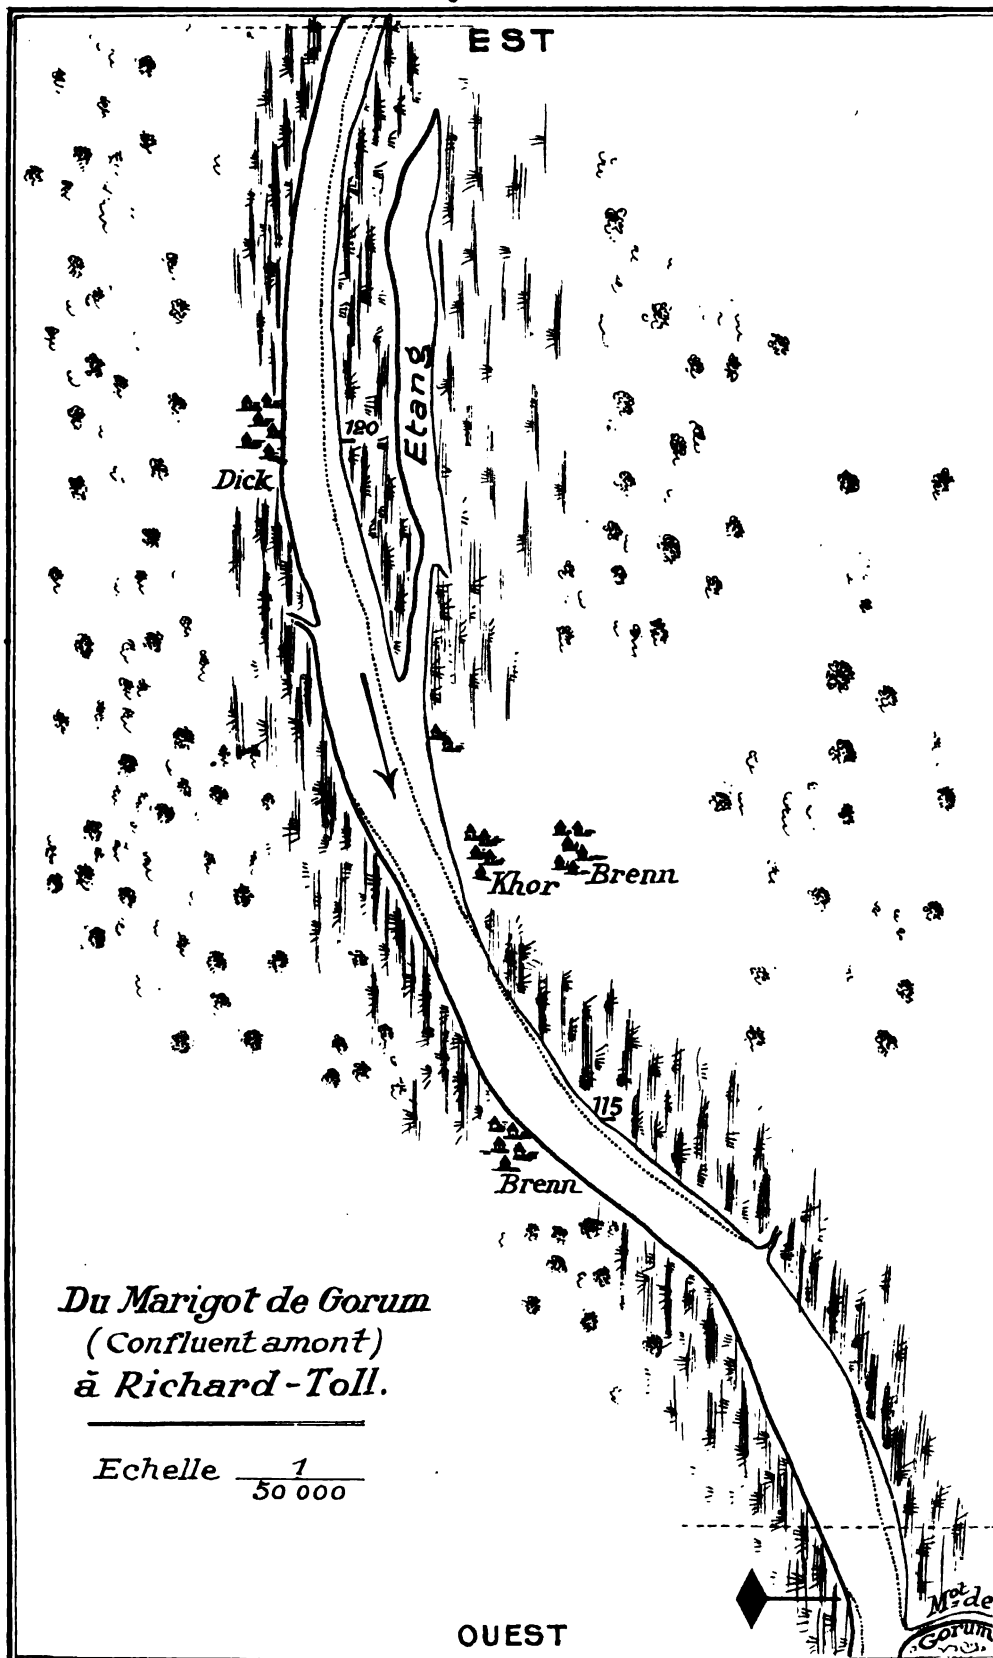 EST
Etang
120
Dick
Khor
Brenn
115
Brenn
Du Marigot de Gorum
(Confluent amont)
à Richard-Toll.
Echelle 1
50 000
Mot de
Gorum
OUEST